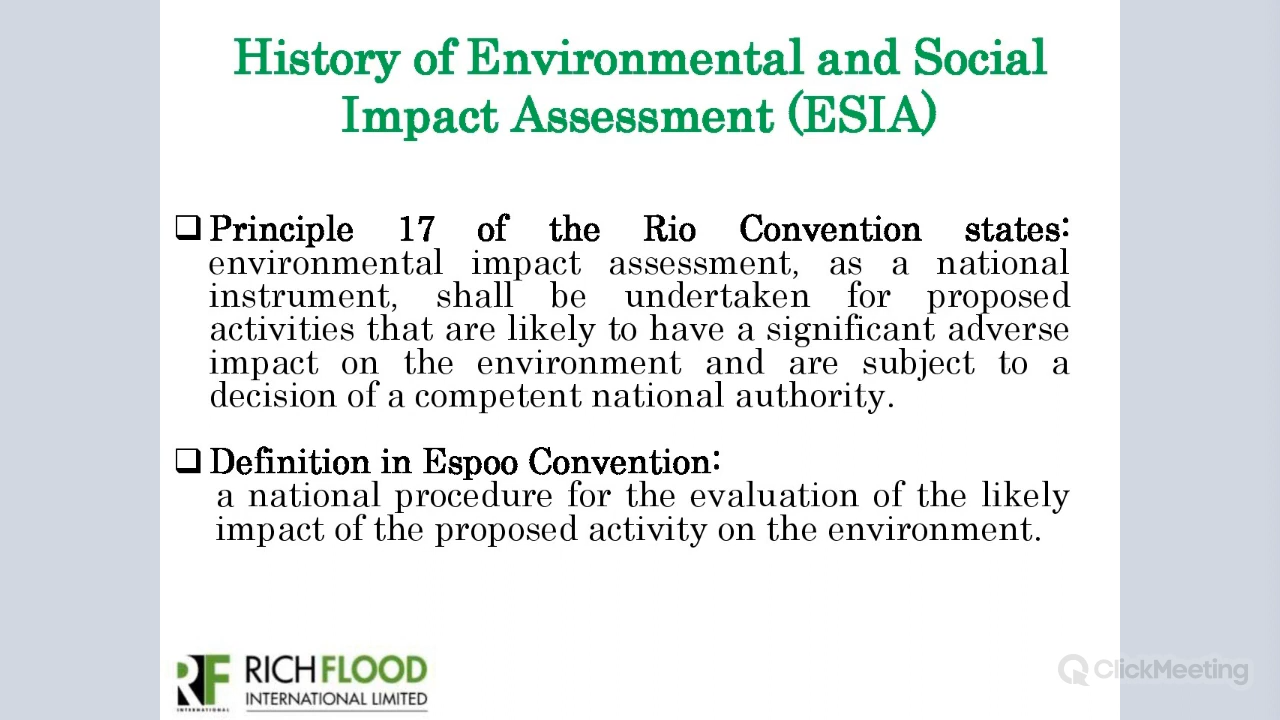 History of Environmental and Social
Impact Assessment (ESIA)
Principle 17 of the Rio Convention states:
environmental impact assessment, as a national
instrument, shall be undertaken for proposed
activities that are likely to have a significant adverse
impact on the environment and are subject to a
decision of a competent national authority.
Definition in Espoo Convention:
a national procedure for the evaluation of the likely
impact of the proposed activity on the environment.
RF
INTERNATIONAL
RICHFLOOD
INTERNATIONAL LIMITED
ClickMeeting